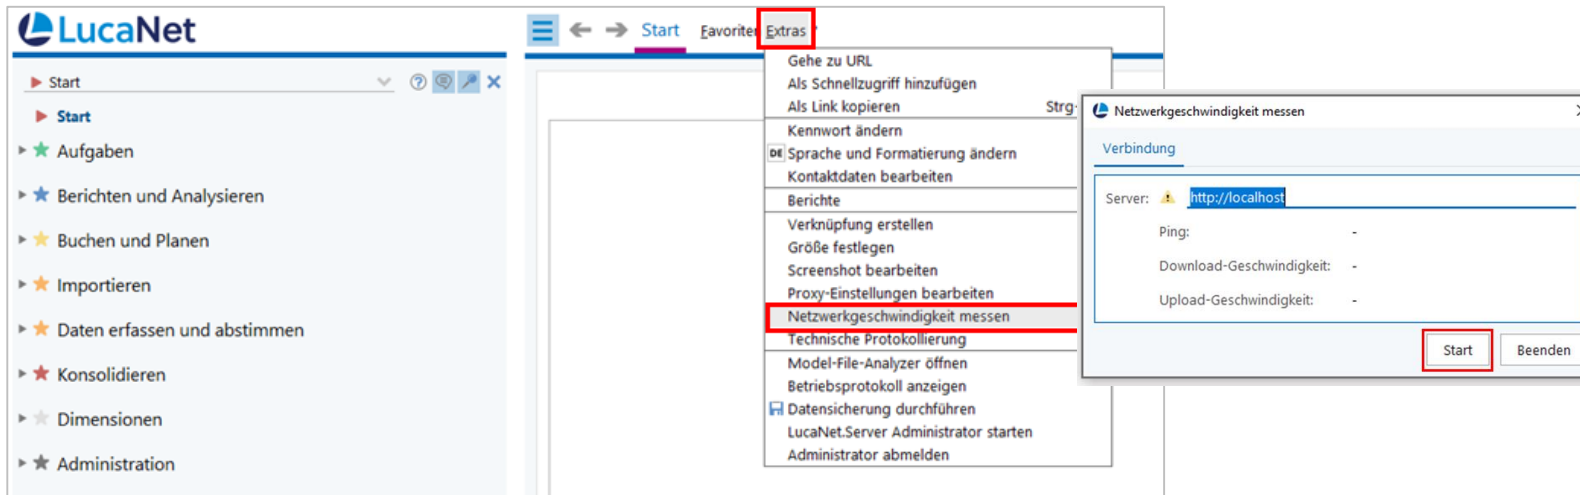 LucaNet
Start
Start
Aufgaben
Berichten und Analysieren
Buchen und Planen
Importieren
Daten erfassen und abstimmen
Konsolidieren
Dimensionen
Administration
Start Favoriten Extras
Gehe zu URL
Als Schnellzugriff hinzufügen
Als Link kopieren Strg-
Kennwort ändern
DE Sprache und Formatierung ändern
Kontaktdaten bearbeiten
Berichte
Verknüpfung erstellen
Größe festlegen
Screenshot bearbeiten
Proxy-Einstellungen bearbeiten
Netzwerkgeschwindigkeit messen
Technische Protokollierung
Model-File-Analyzer öffnen
Betriebsprotokoll anzeigen
Datensicherung durchführen
LucaNet.Server Administrator starten
Administrator abmelden
Netzwerkgeschwindigkeit messen
Verbindung
Server: http://localhost
Ping: -
Download-Geschwindigkeit: -
Upload-Geschwindigkeit: -
Start Beenden